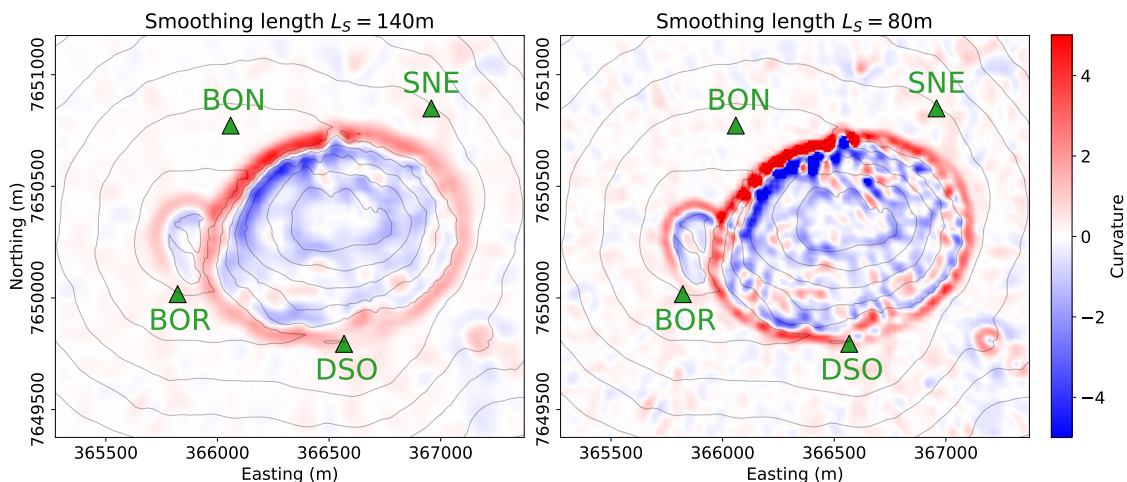 Smoothing length L_S = 140m
Smoothing length L_S = 80m
Northing (m)
7651000
7650500
7650000
7649500
SNE
BON
BOR
DSO
365500 366000 366500 367000
Easting (m)
7651000
7650500
7650000
7649500
SNE
BON
BOR
DSO
365500 366000 366500 367000
Easting (m)
4
2
0
−2
−4
Curvature